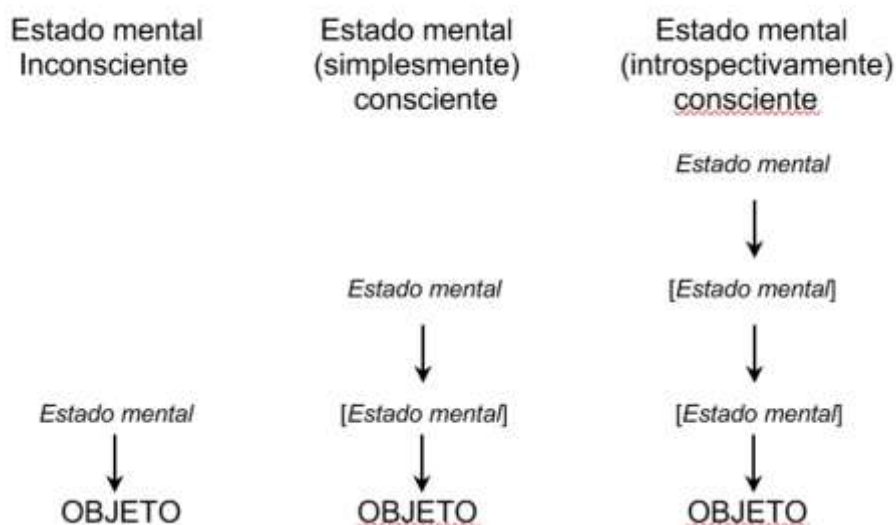 Estado mental
Inconsciente
Estado mental
(simplesmente)
consciente
Estado mental
(introspectivamente)
consciente
Estado mental
Estado mental
[Estado mental]
Estado mental
[Estado mental]
[Estado mental]
OBJETO
OBJETO
OBJETO